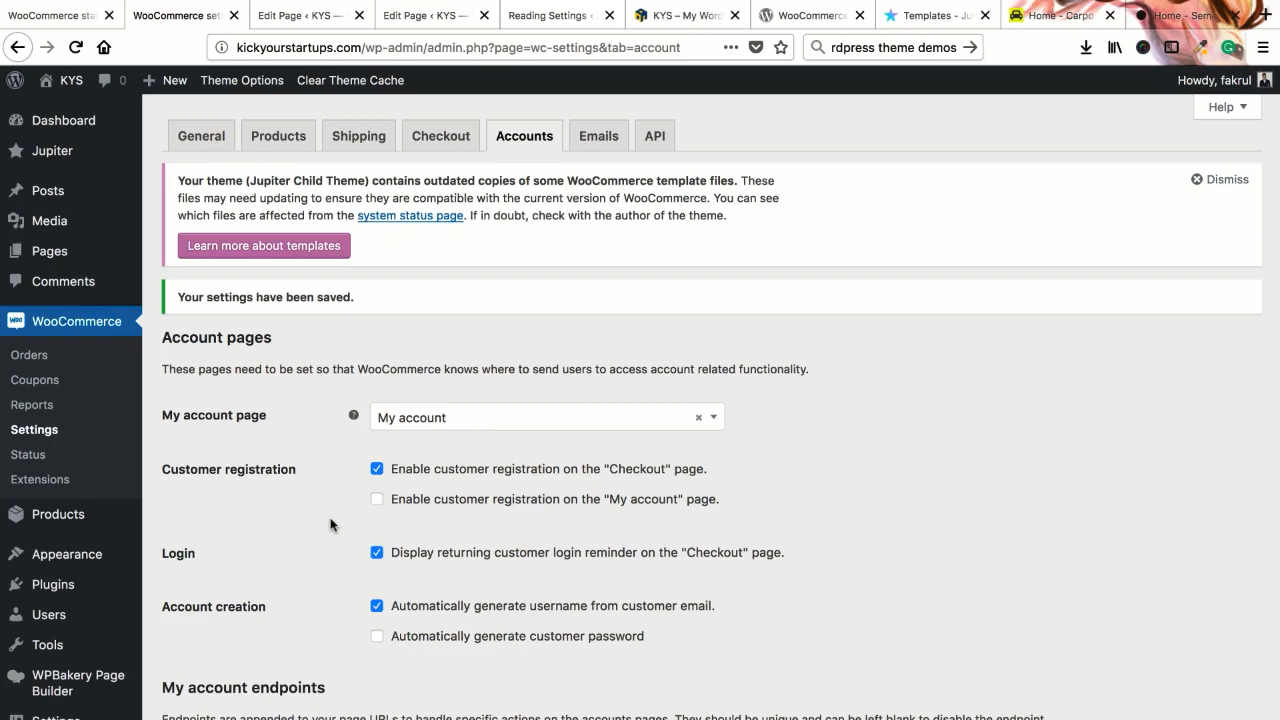 WooCommerce sta
WooCommerce set
Edit Page ‹ KYS —
Edit Page ‹ KYS —
Reading Settings ‹
KYS – My Wor
WooCommerce
Templates - Ju
Home - Carpo
Home - Sem
kickyourstartups.com/wp-admin/admin.php?page=wc-settings&tab=account
rdpress theme demos
KYS
0
New
Theme Options
Clear Theme Cache
Howdy, fakrul
Help
Dashboard
Jupiter
Posts
Media
Pages
Comments
WooCommerce
Orders
Coupons
Reports
Settings
Status
Extensions
Products
Appearance
Plugins
Users
Tools
WPBakery Page
Builder
Settings
General
Products
Shipping
Checkout
Accounts
Emails
API
Your theme (Jupiter Child Theme) contains outdated copies of some WooCommerce template files. These
files may need updating to ensure they are compatible with the current version of WooCommerce. You can see
which files are affected from the system status page. If in doubt, check with the author of the theme.
Dismiss
Learn more about templates
Your settings have been saved.
Account pages
These pages need to be set so that WooCommerce knows where to send users to access account related functionality.
My account page
My account
Customer registration
Enable customer registration on the "Checkout" page.
Enable customer registration on the "My account" page.
Login
Display returning customer login reminder on the "Checkout" page.
Account creation
Automatically generate username from customer email.
Automatically generate customer password
My account endpoints
Endpoints are appended to your page URLs to handle specific actions on the accounts pages. They should be unique and can be left blank to disable the endpoint.